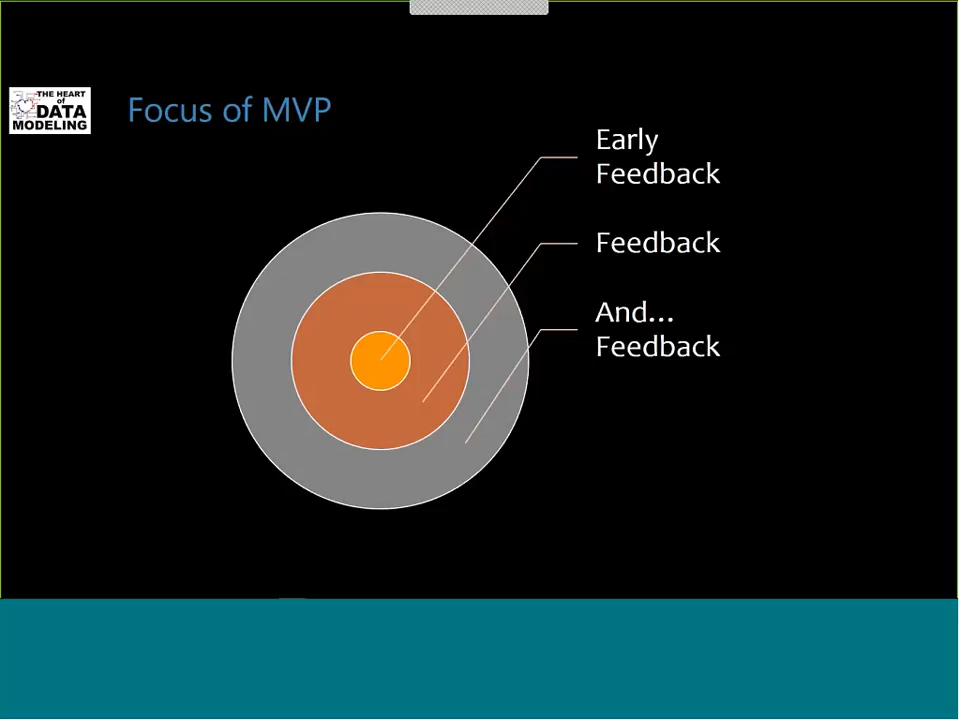 THE HEART
of
DATA
MODELING
Focus of MVP
Early
Feedback
Feedback
And...
Feedback